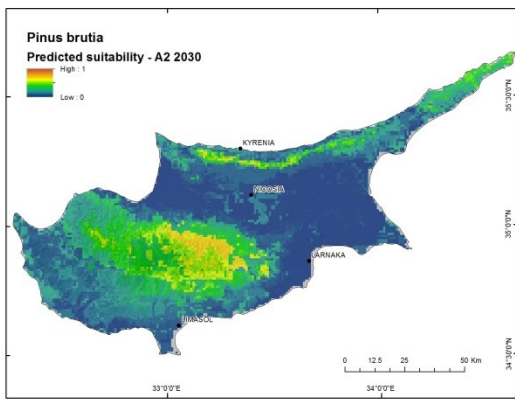 Pinus brutia
Predicted suitability - A2 2030
High : 1
Low : 0
KYRENIA
NICOSIA
LARNAKA
LIMASOL
35°30'0"N
35°0'0"N
34°30'0"N
0 12.5 25 50 Km
33°0'0"E 34°0'0"E